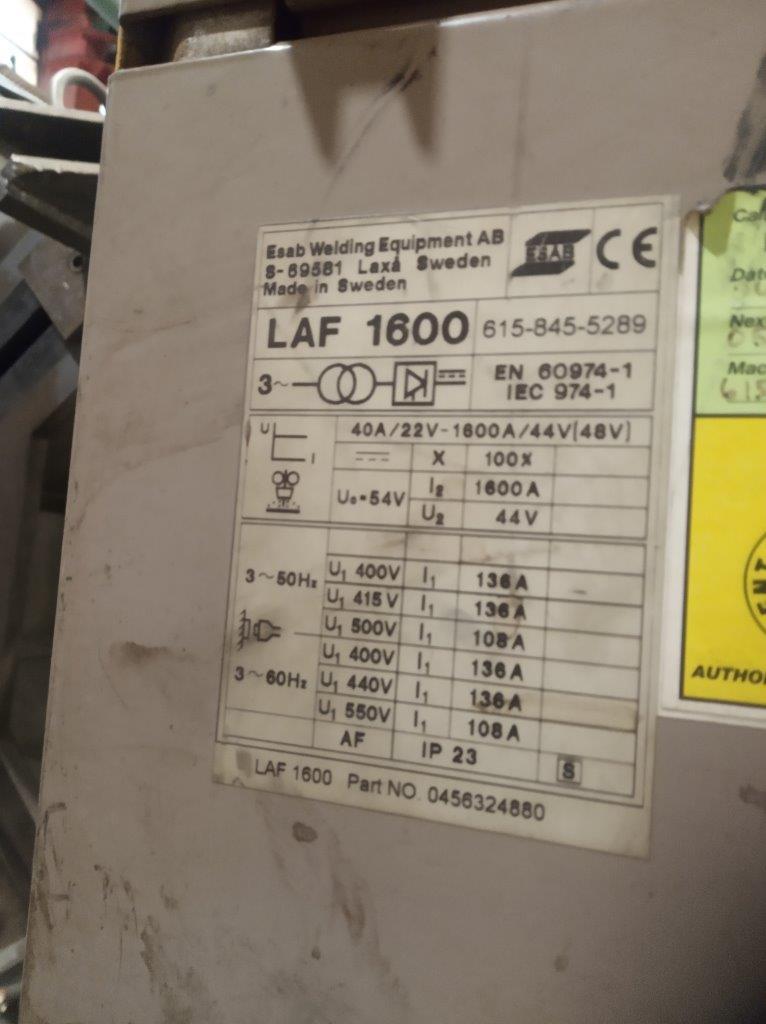 Esab Welding Equipment AB
S-69581 Laxå Sweden
Made in Sweden
ESAB CE
LAF 1600 615-845-5289
3~ EN 60974-1
IEC 974-1
U I
40A/22V-1600A/44V(48V)
X 100%
U₀=54V I₂ 1600A
U₂ 44V
3~50Hz U₁ 400V I₁ 136A
U₁ 415V I₁ 136A
U₁ 500V I₁ 108A
3~60Hz U₁ 400V I₁ 136A
U₁ 440V I₁ 136A
U₁ 550V I₁ 108A
AF IP 23 S
LAF 1600 Part NO. 0456324880